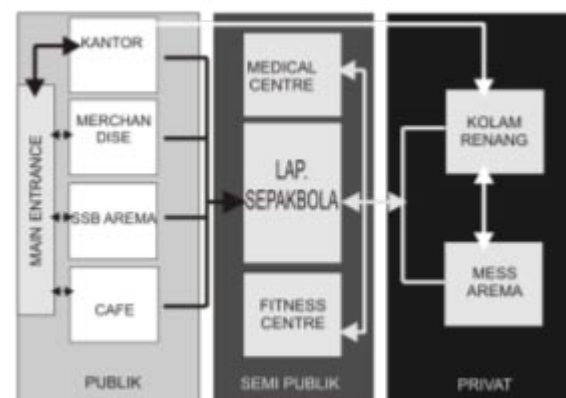 MAIN ENTRANCE
KANTOR
MERCHAN
DISE
SSB AREMA
CAFE
PUBLIK
MEDICAL
CENTRE
LAP.
SEPAKBOLA
FITNESS
CENTRE
SEMI PUBLIK
KOLAM
RENANG
MESS
AREMA
PRIVAT